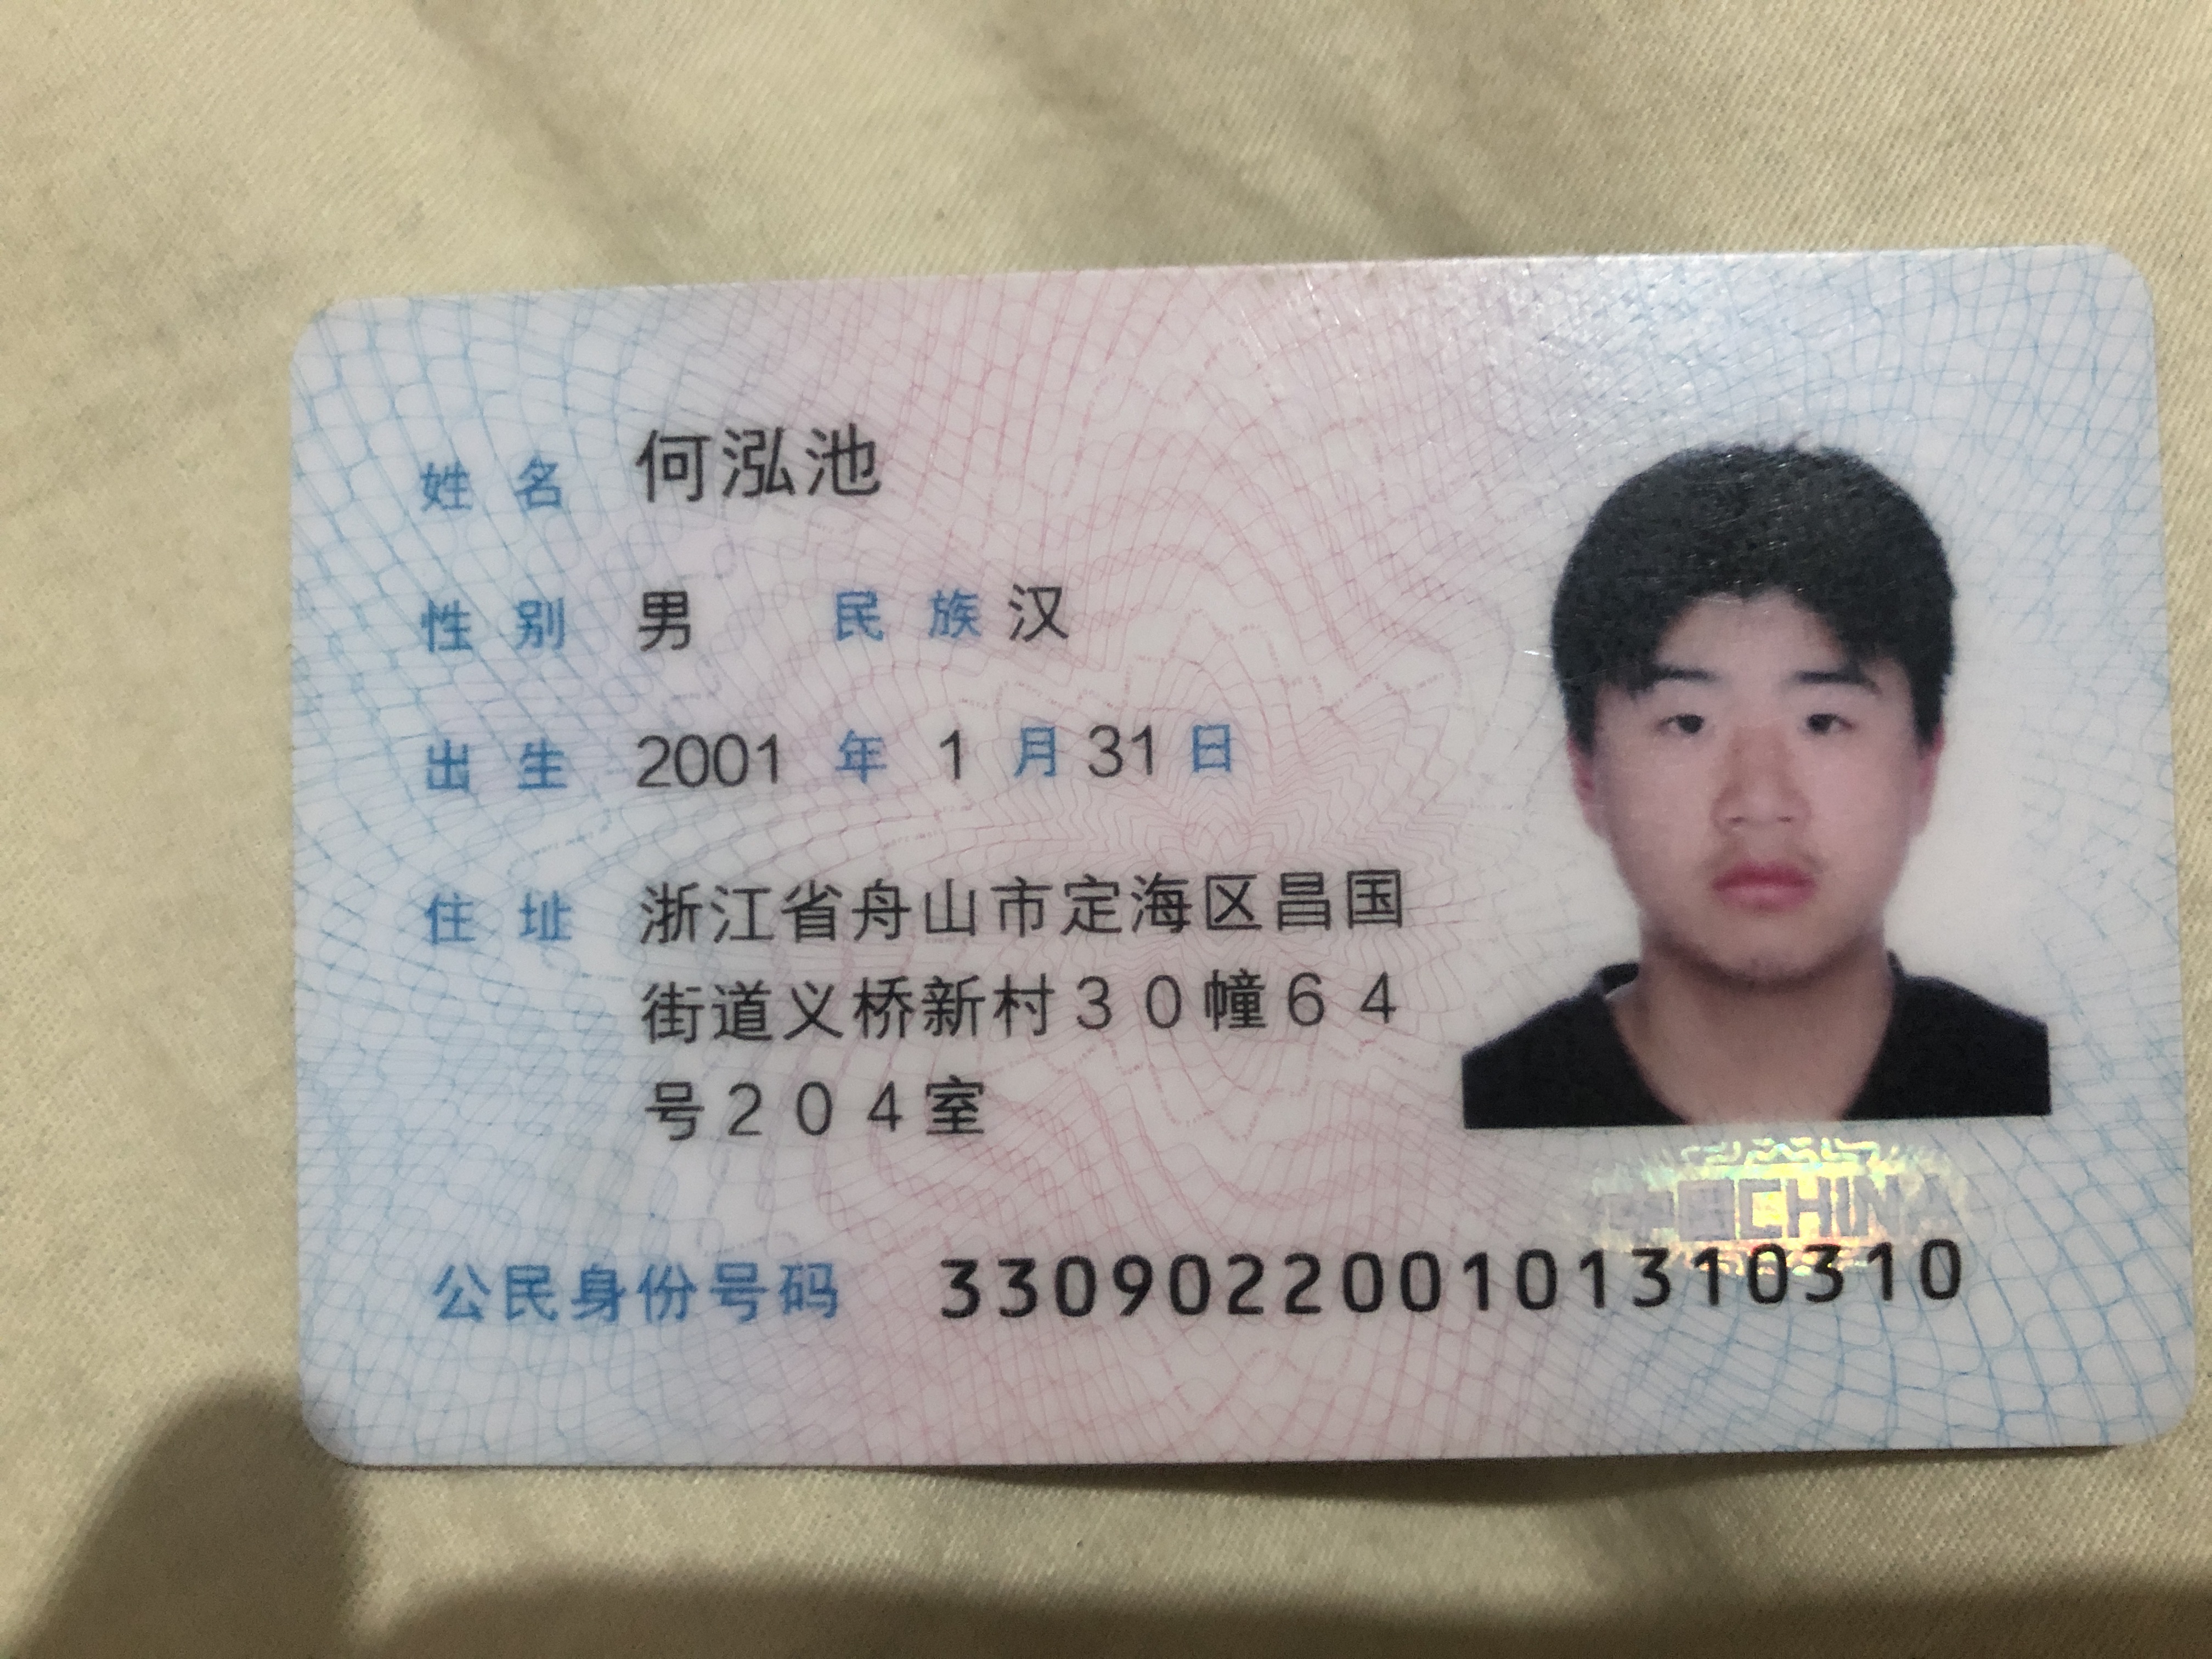 姓名 何泓池
性别 男 民族 汉
出生 2001 年 1 月 31 日
住址 浙江省舟山市定海区昌国
街道义桥新村30幢64
号204室
公民身份号码 330902200101310310